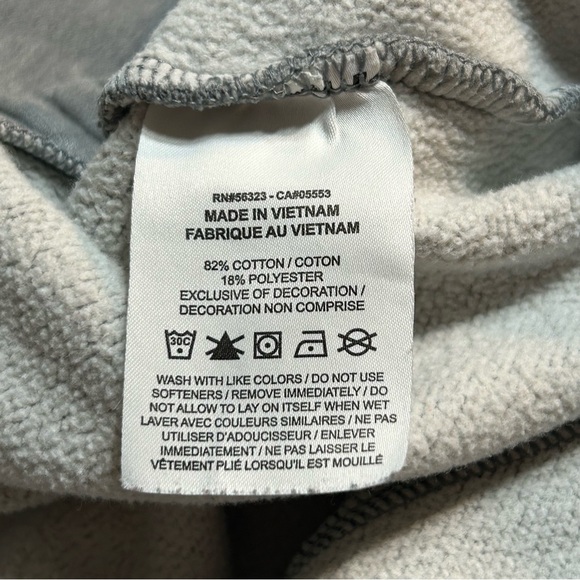 RN#56323 - CA#05553
MADE IN VIETNAM
FABRIQUE AU VIETNAM
82% COTTON / COTON
18% POLYESTER
EXCLUSIVE OF DECORATION /
DECORATION NON COMPRISE
30C
WASH WITH LIKE COLORS / DO NOT USE
SOFTENERS / REMOVE IMMEDIATELY / DO
NOT ALLOW TO LAY ON ITSELF WHEN WET
LAVER AVEC COULEURS SIMILAIRES / NE PAS
UTILISER D'ADOUCISSEUR / ENLEVER
IMMEDIATEMENT / NE PAS LAISSER LE
VÊTEMENT PLIÉ LORSQU'IL EST MOUILLÉ